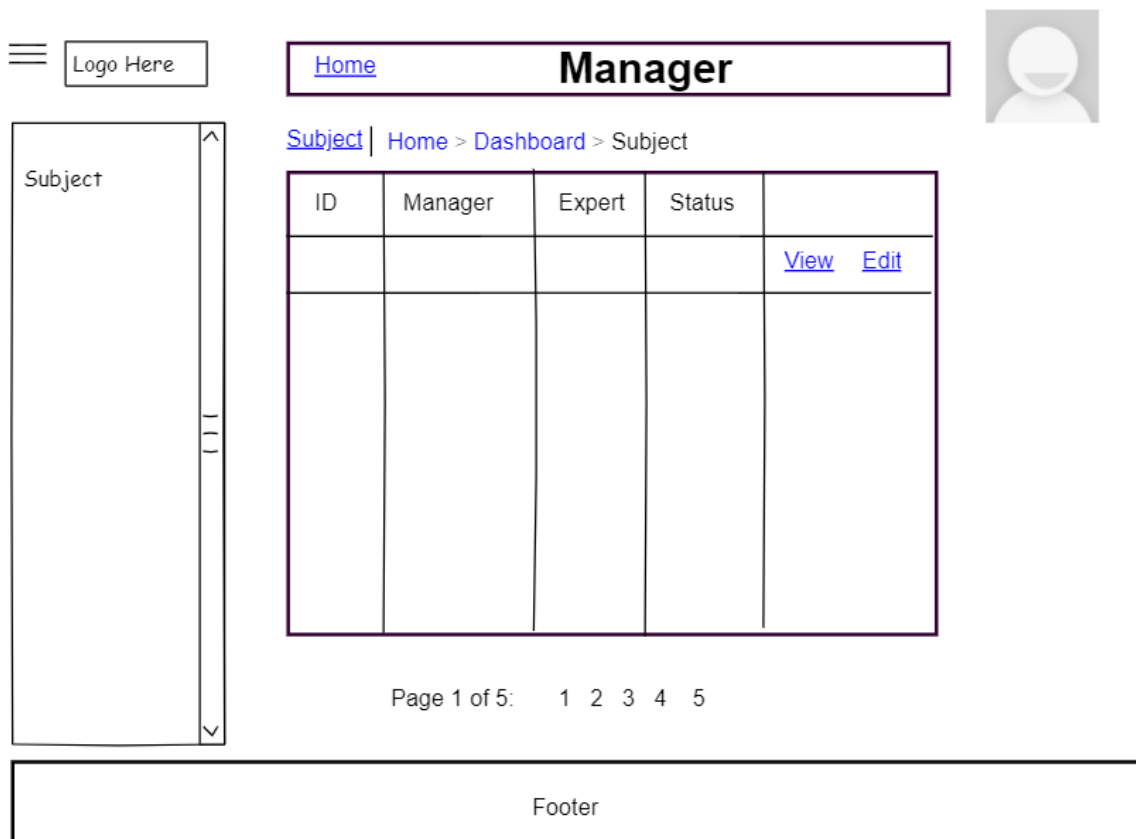 Logo Here
Home Manager
Subject Home > Dashboard > Subject
Subject
ID Manager Expert Status
View Edit
Page 1 of 5: 1 2 3 4 5
Footer